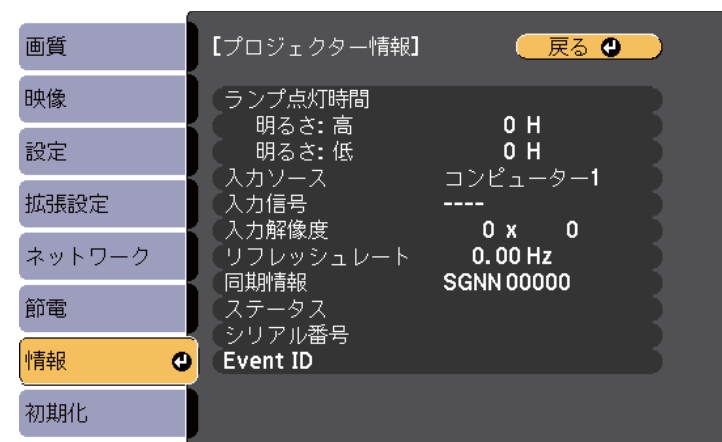 画質
映像
設定
拡張設定
ネットワーク
節電
情報
初期化
【プロジェクター情報】 戻る
ランプ点灯時間
明るさ: 高 0 H
明るさ: 低 0 H
入力ソース コンピューター1
入力信号 ----
入力解像度 0 x 0
リフレッシュレート 0.00 Hz
同期情報 SGNN 00000
ステータス
シリアル番号
Event ID